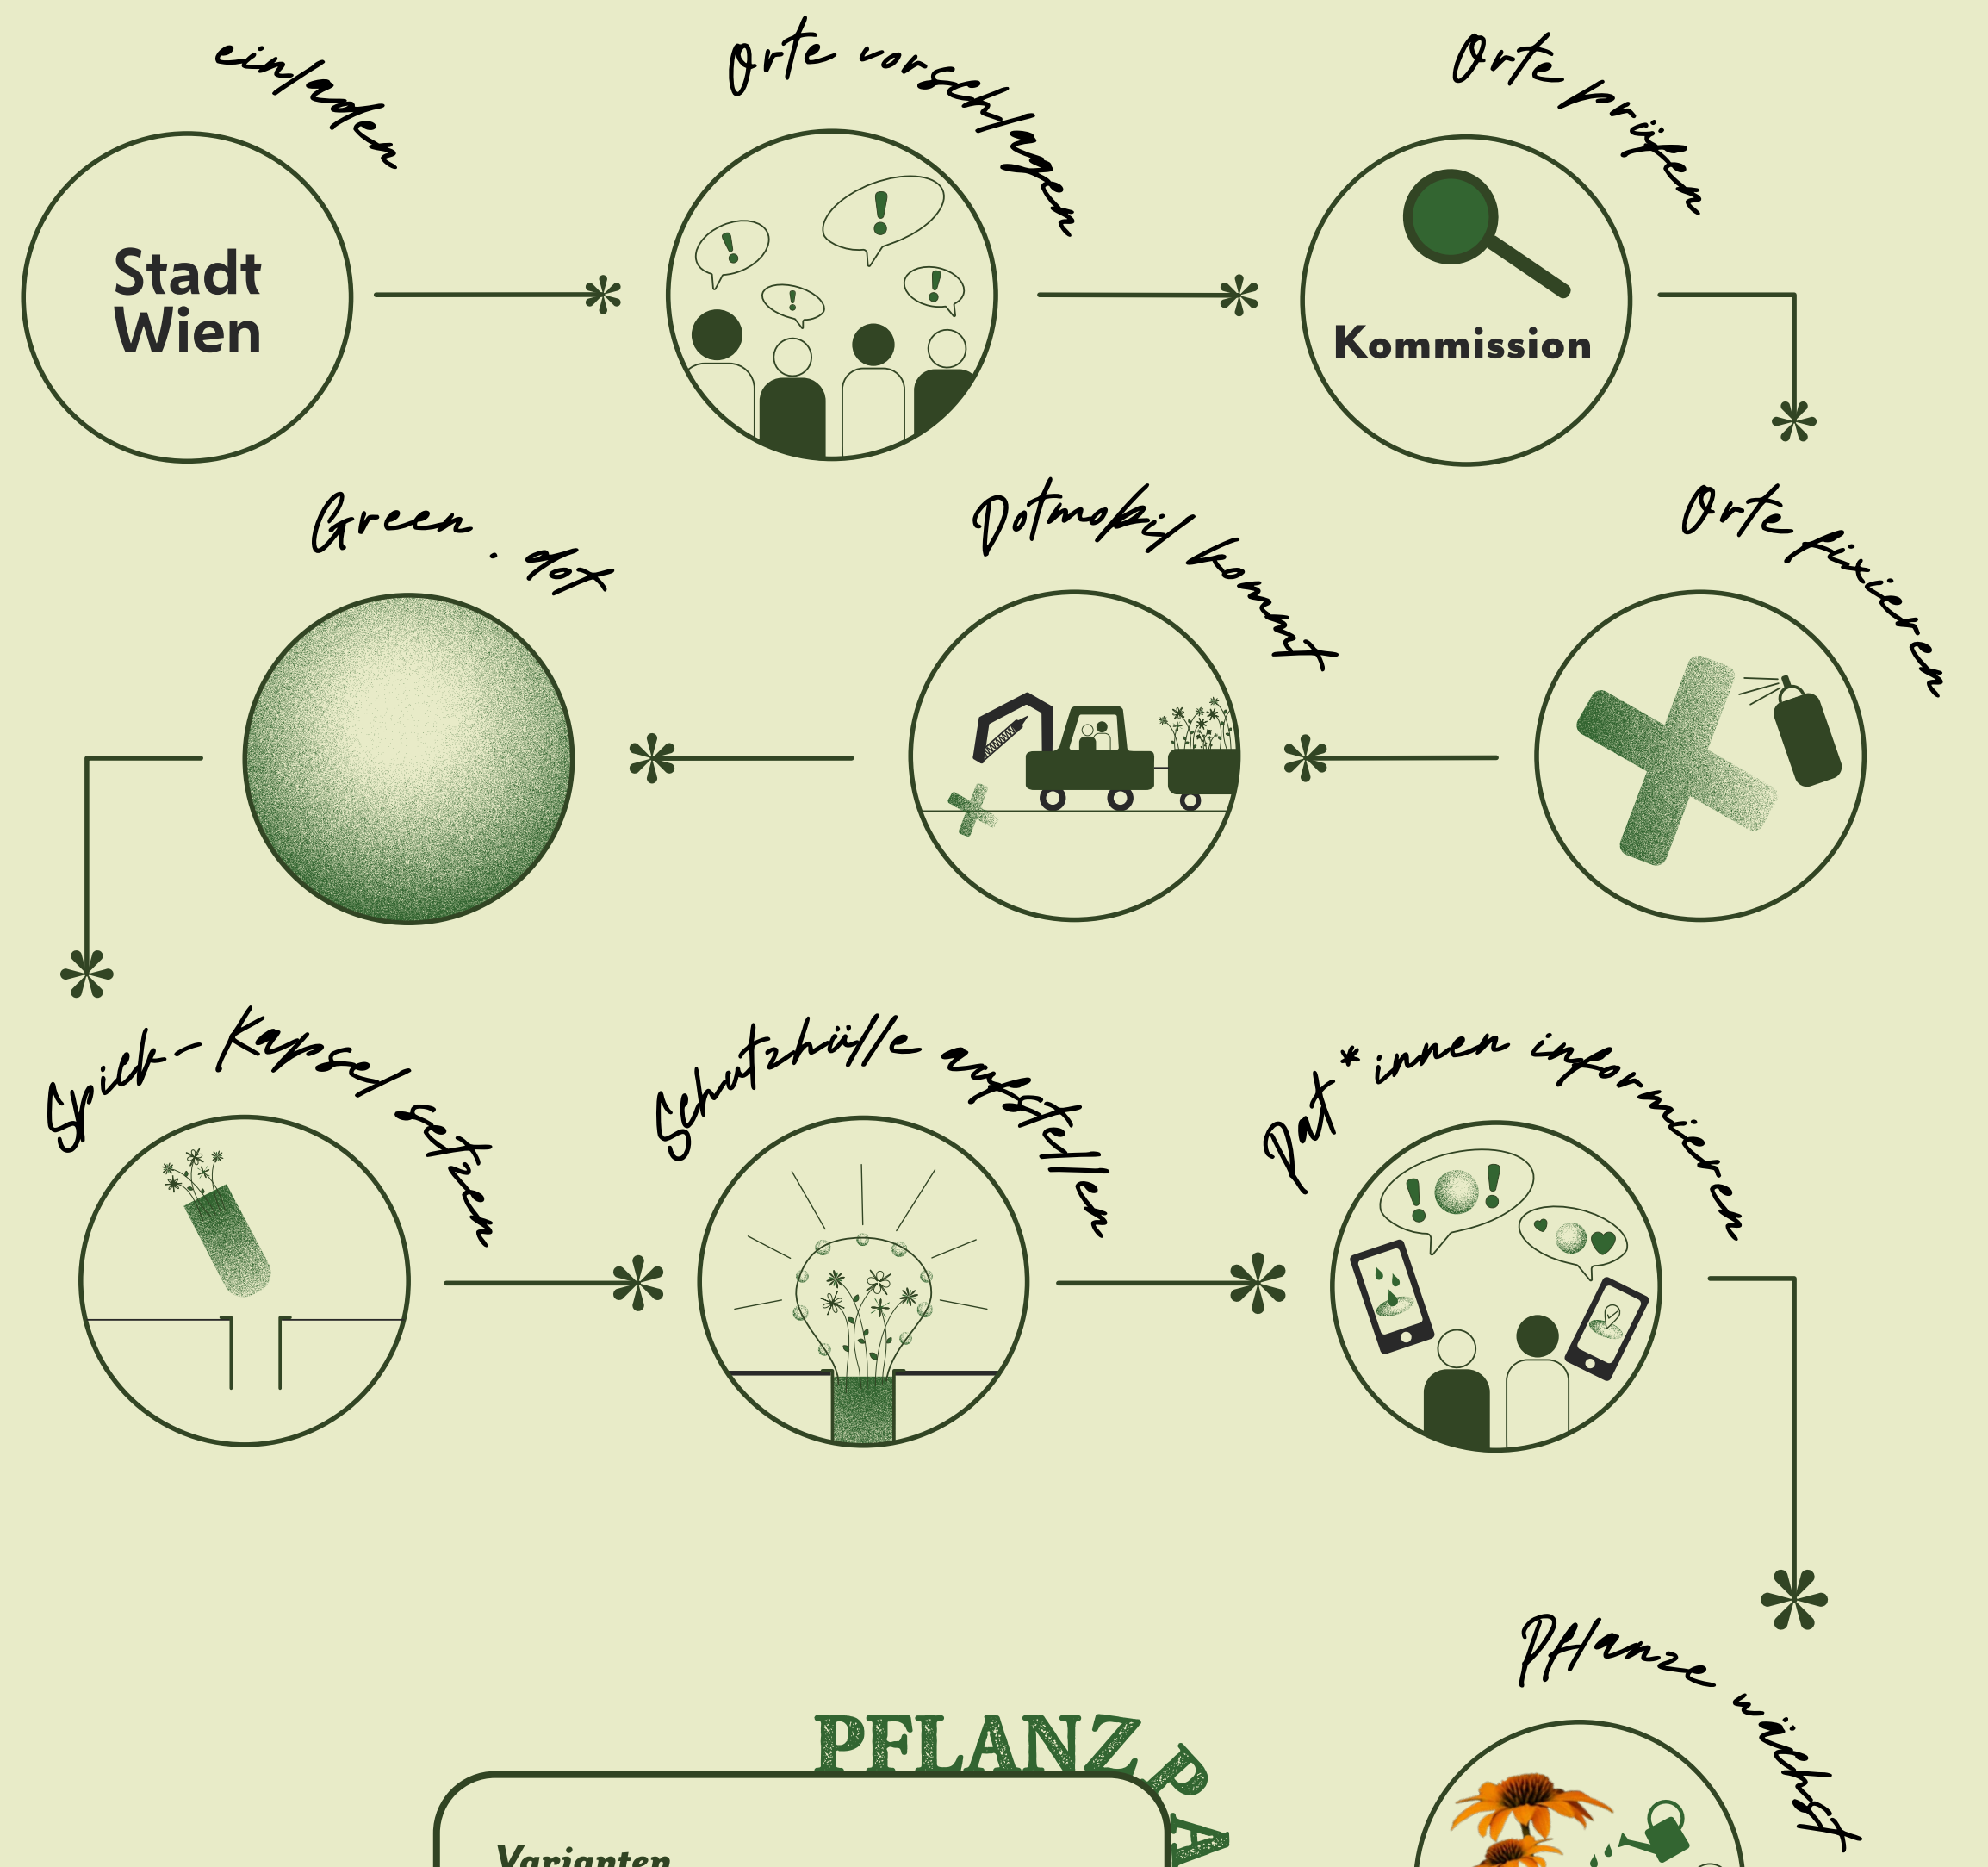 einladen
Stadt
Wien
Orte vorschlagen
Orte prüfen
Kommission
Orte fixieren
Dotmobil kommt
Green . dot
Spick-Kapsel setzen
Schutzhülle aufstellen
Pat*innen informieren
Pflanze wächst
PFLANZ
PA
Varianten